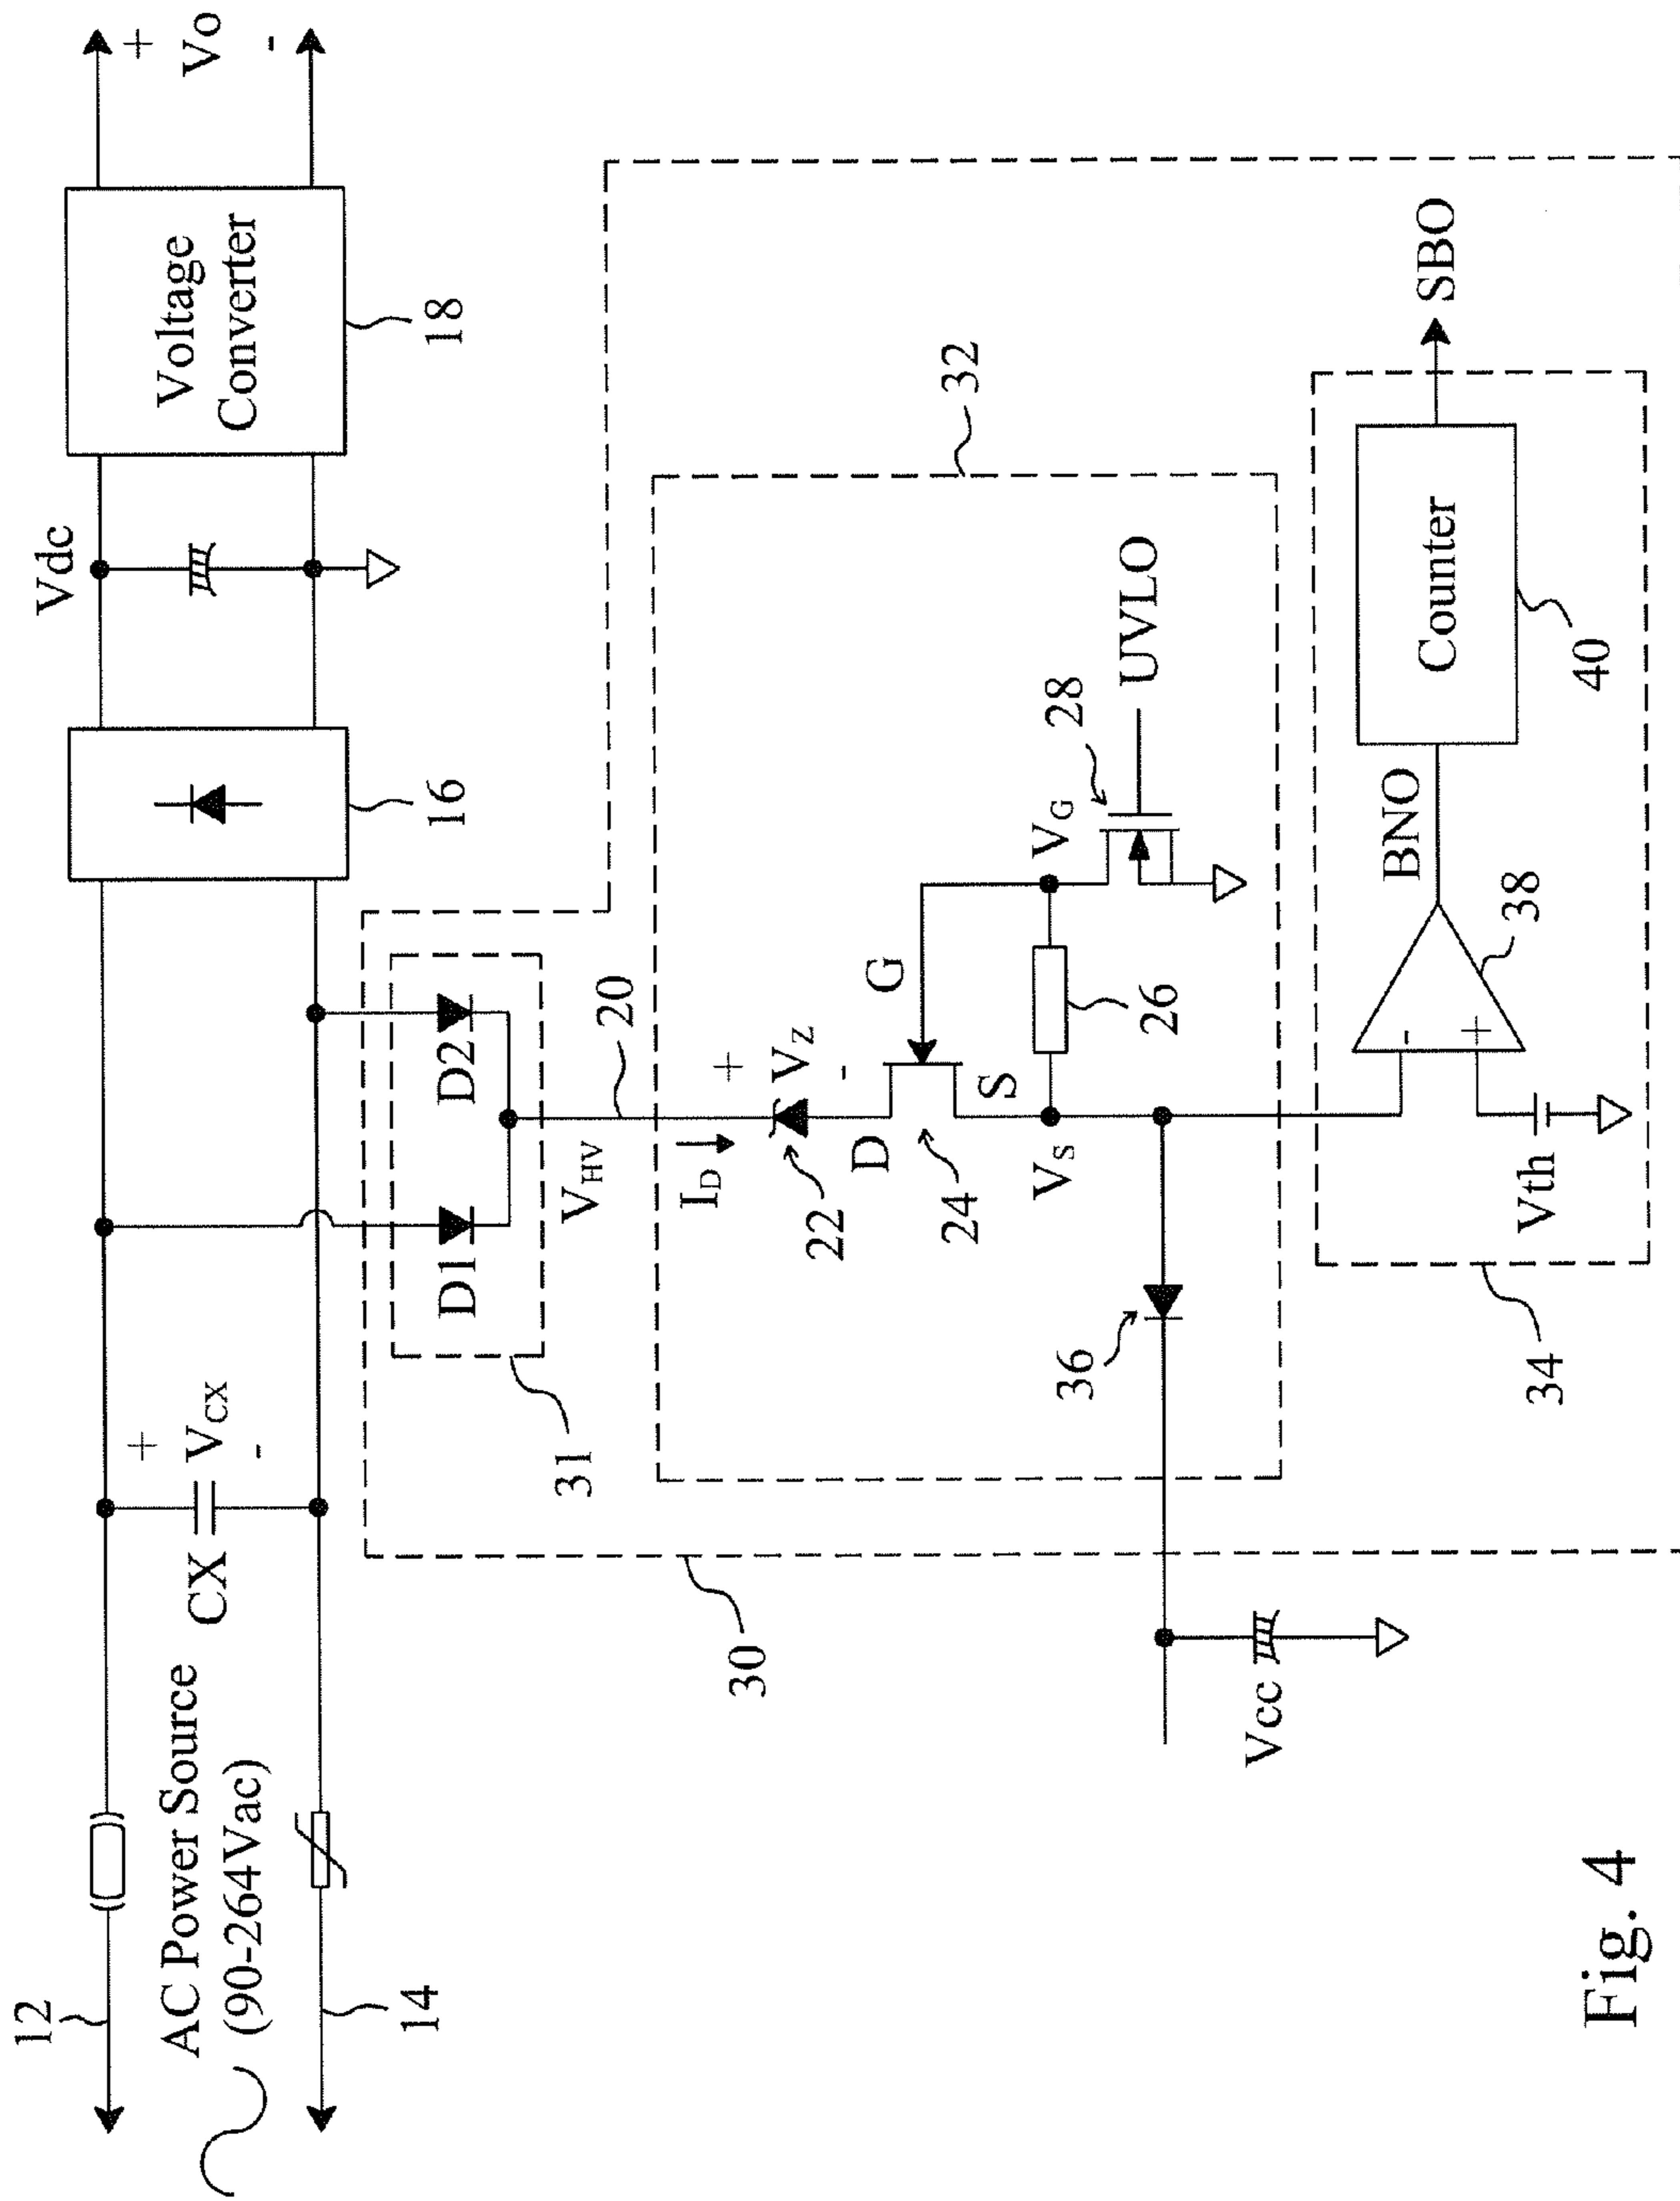 12
AC Power Source
(90-264Vac)
14
CX
+
VCX
-
16
Vdc
Voltage
Converter
18
+
Vo
-
30
31
D1
D2
VHV
20
32
ID
+
VZ
-
22
D
G
24
S
VS
26
VG
28
UVLO
36
Vcc
34
Vth
-
+
38
BNO
Counter
40
SBO
Fig. 4